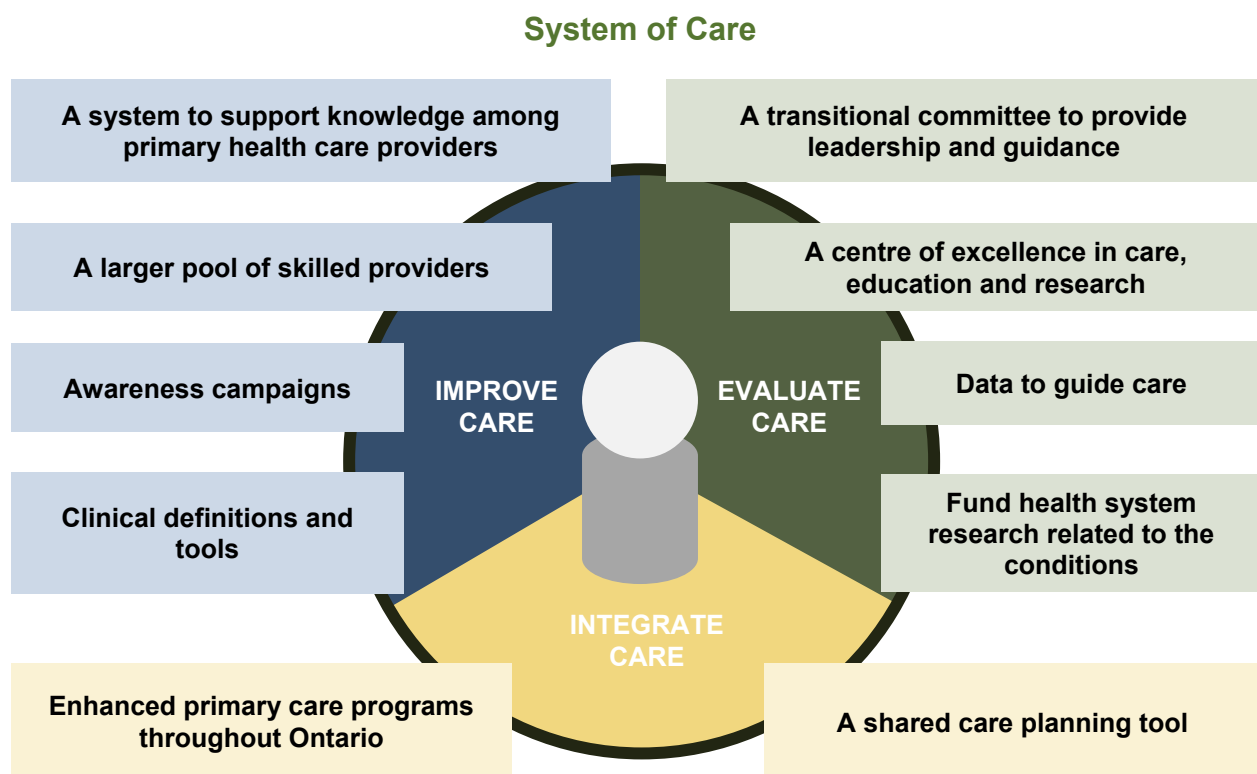 System of Care
A system to support knowledge among
primary health care providers
A transitional committee to provide
leadership and guidance
A larger pool of skilled providers
A centre of excellence in care,
education and research
Awareness campaigns
IMPROVE
CARE
EVALUATE
CARE
Data to guide care
Clinical definitions and
tools
Fund health system
research related to the
conditions
INTEGRATE
CARE
Enhanced primary care programs
throughout Ontario
A shared care planning tool